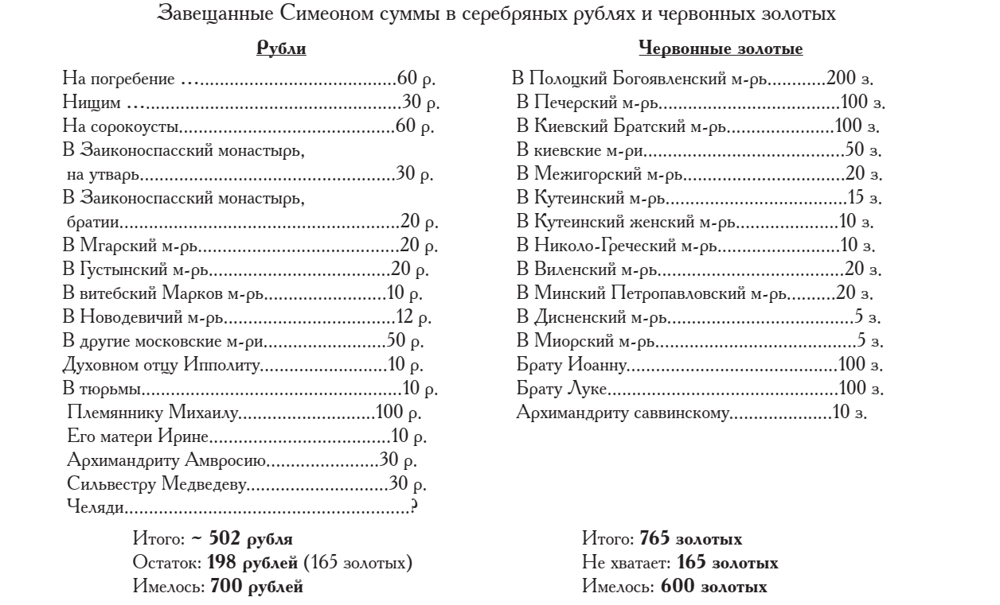 Завещанные Симеоном суммы в серебряных рублях и червонных золотых
Рубли
На погребение …......................................60 р.
Нищим …..................................................30 р.
На сорокоусты..........................................60 р.
В Заиконоспасский монастырь,
на утварь..................................................30 р.
В Заиконоспасский монастырь,
братии.......................................................20 р.
В Мгарский м-рь.......................................20 р.
В Густынский м-рь...................................20 р.
В витебский Марков м-рь........................10 р.
В Новодевичий м-рь.................................12 р.
В другие московские м-ри........................50 р.
Духовном отцу Ипполиту.........................10 р.
В тюрьмы...................................................10 р.
Племяннику Михаилу...........................100 р.
Его матери Ирине...................................10 р.
Архимандриту Амвросию......................30 р.
Сильвестру Медведеву...........................30 р.
Челяди.......................................................?
Итого: ~ 502 рубля
Остаток: 198 рублей (165 золотых)
Имелось: 700 рублей
Червонные золотые
В Полоцкий Богоявленский м-рь............200 з.
В Печерский м-рь...................................100 з.
В Киевский Братский м-рь.....................100 з.
В киевские м-ри.......................................50 з.
В Межигорский м-рь................................20 з.
В Кутеинский м-рь...................................15 з.
В Кутеинский женский м-рь....................10 з.
В Николо-Греческий м-рь........................10 з.
В Виленский м-рь.....................................20 з.
В Минский Петропавловский м-рь..........20 з.
В Дисненский м-рь.....................................5 з.
В Миорский м-рь.......................................5 з.
Брату Иоанну.........................................100 з.
Брату Луке.............................................100 з.
Архимандриту саввинскому....................10 з.
Итого: 765 золотых
Не хватает: 165 золотых
Имелось: 600 золотых